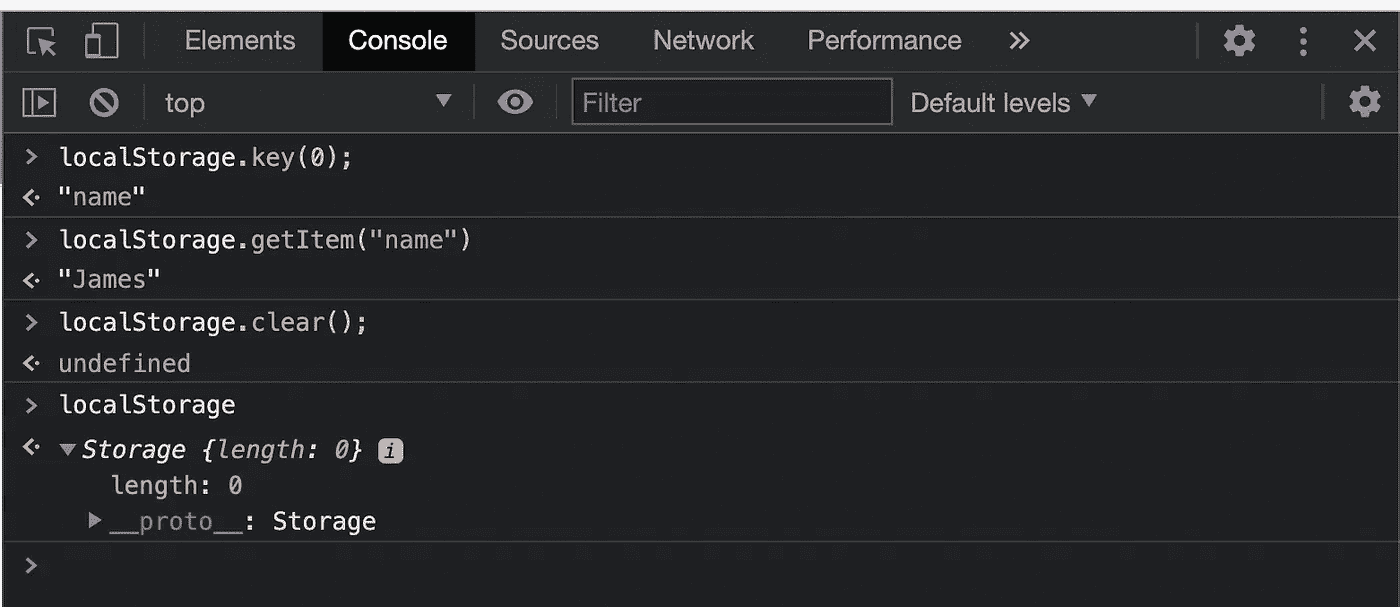 Elements Console Sources Network Performance »
top Filter Default levels
> localStorage.key(0);
"name"
> localStorage.getItem("name")
"James"
> localStorage.clear();
undefined
> localStorage
Storage {length: 0} i
length: 0
__proto__: Storage
>